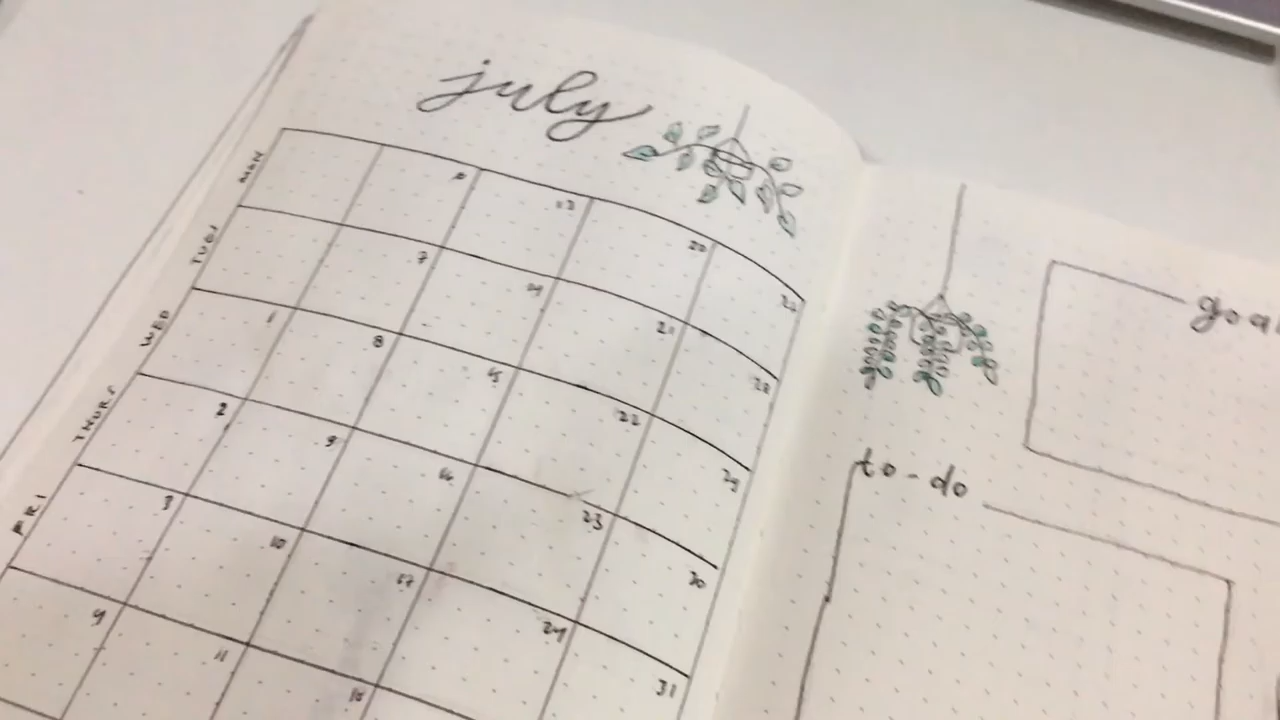 july
MON 6 13 20 27
TUES 7 14 21 28
WED 1 8 15 22 29
THURS 2 9 16 23 30
FRI 3 10 17 24 31
4 11 18
goa
to-do